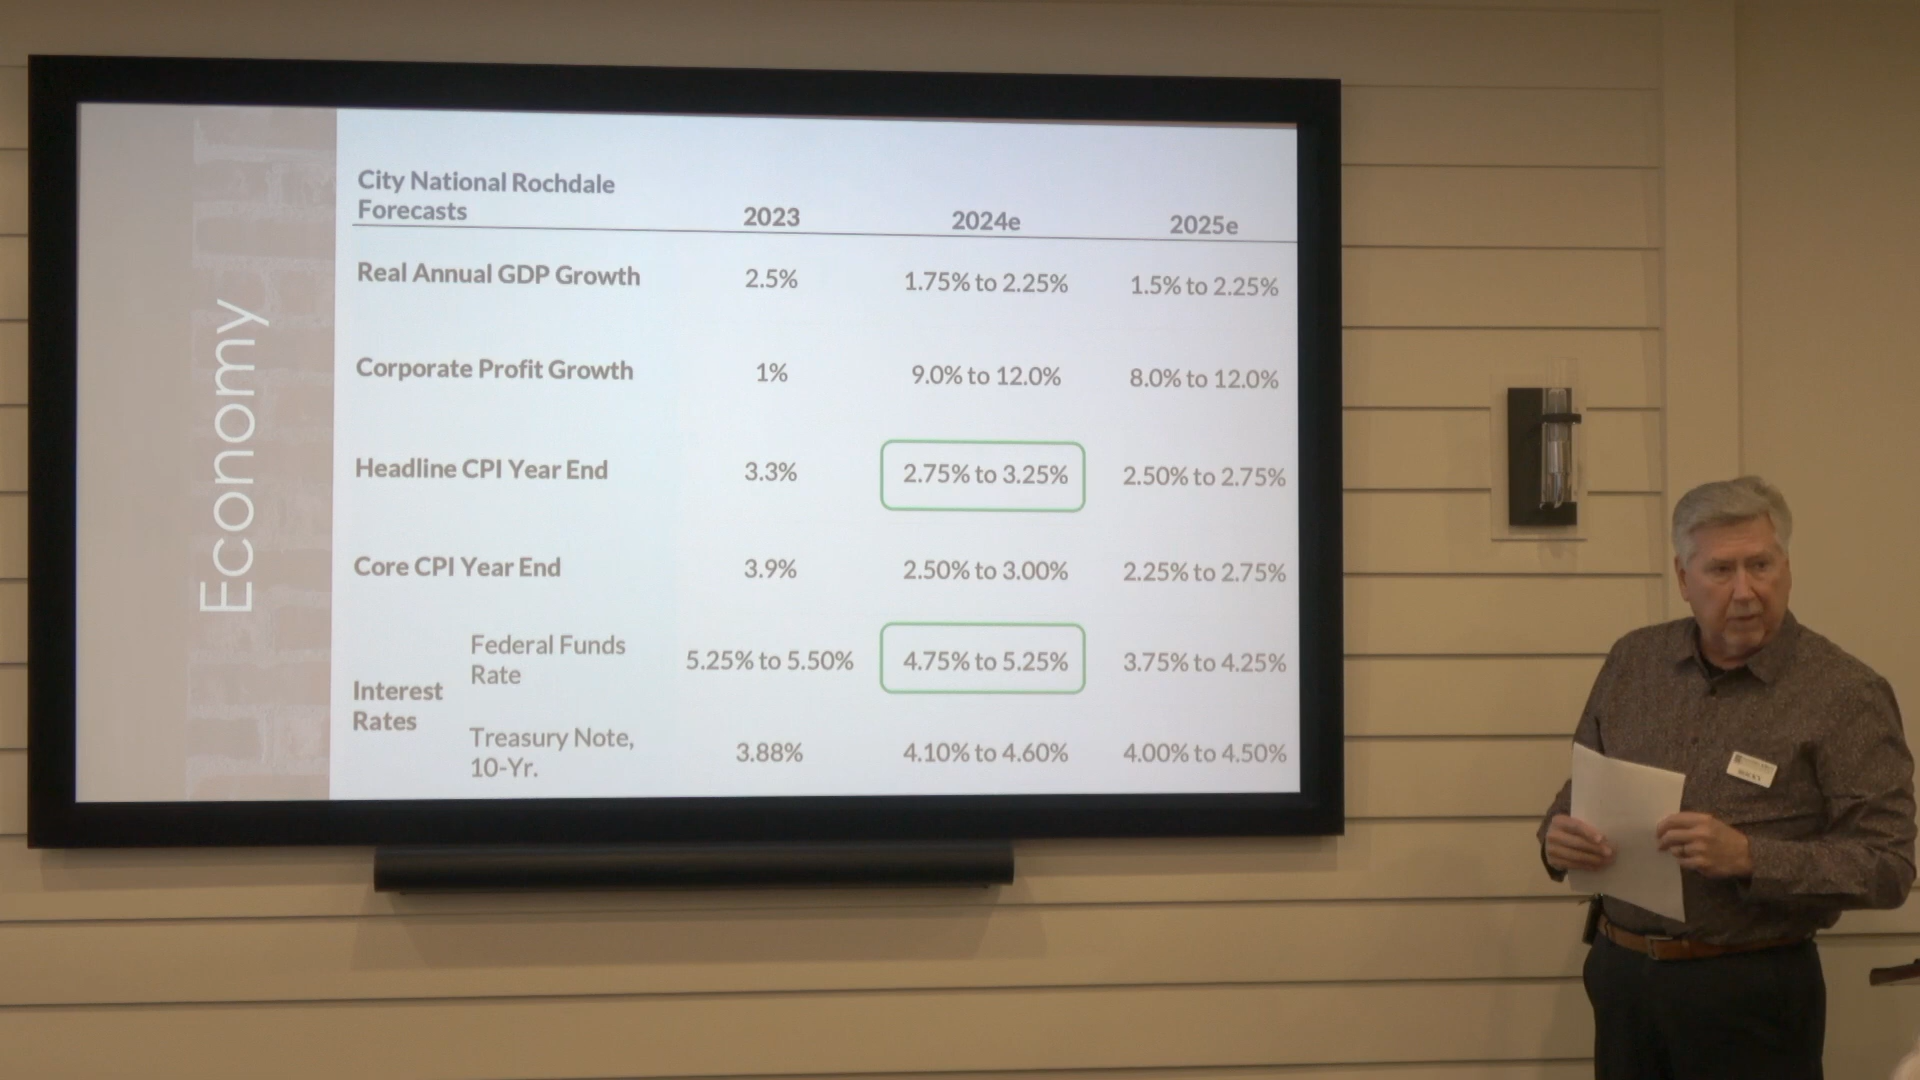 Economy
City National Rochdale
Forecasts 2023 2024e 2025e
Real Annual GDP Growth 2.5% 1.75% to 2.25% 1.5% to 2.25%
Corporate Profit Growth 1% 9.0% to 12.0% 8.0% to 12.0%
Headline CPI Year End 3.3% 2.75% to 3.25% 2.50% to 2.75%
Core CPI Year End 3.9% 2.50% to 3.00% 2.25% to 2.75%
Interest
Rates
Federal Funds
Rate 5.25% to 5.50% 4.75% to 5.25% 3.75% to 4.25%
Treasury Note,
10-Yr. 3.88% 4.10% to 4.60% 4.00% to 4.50%